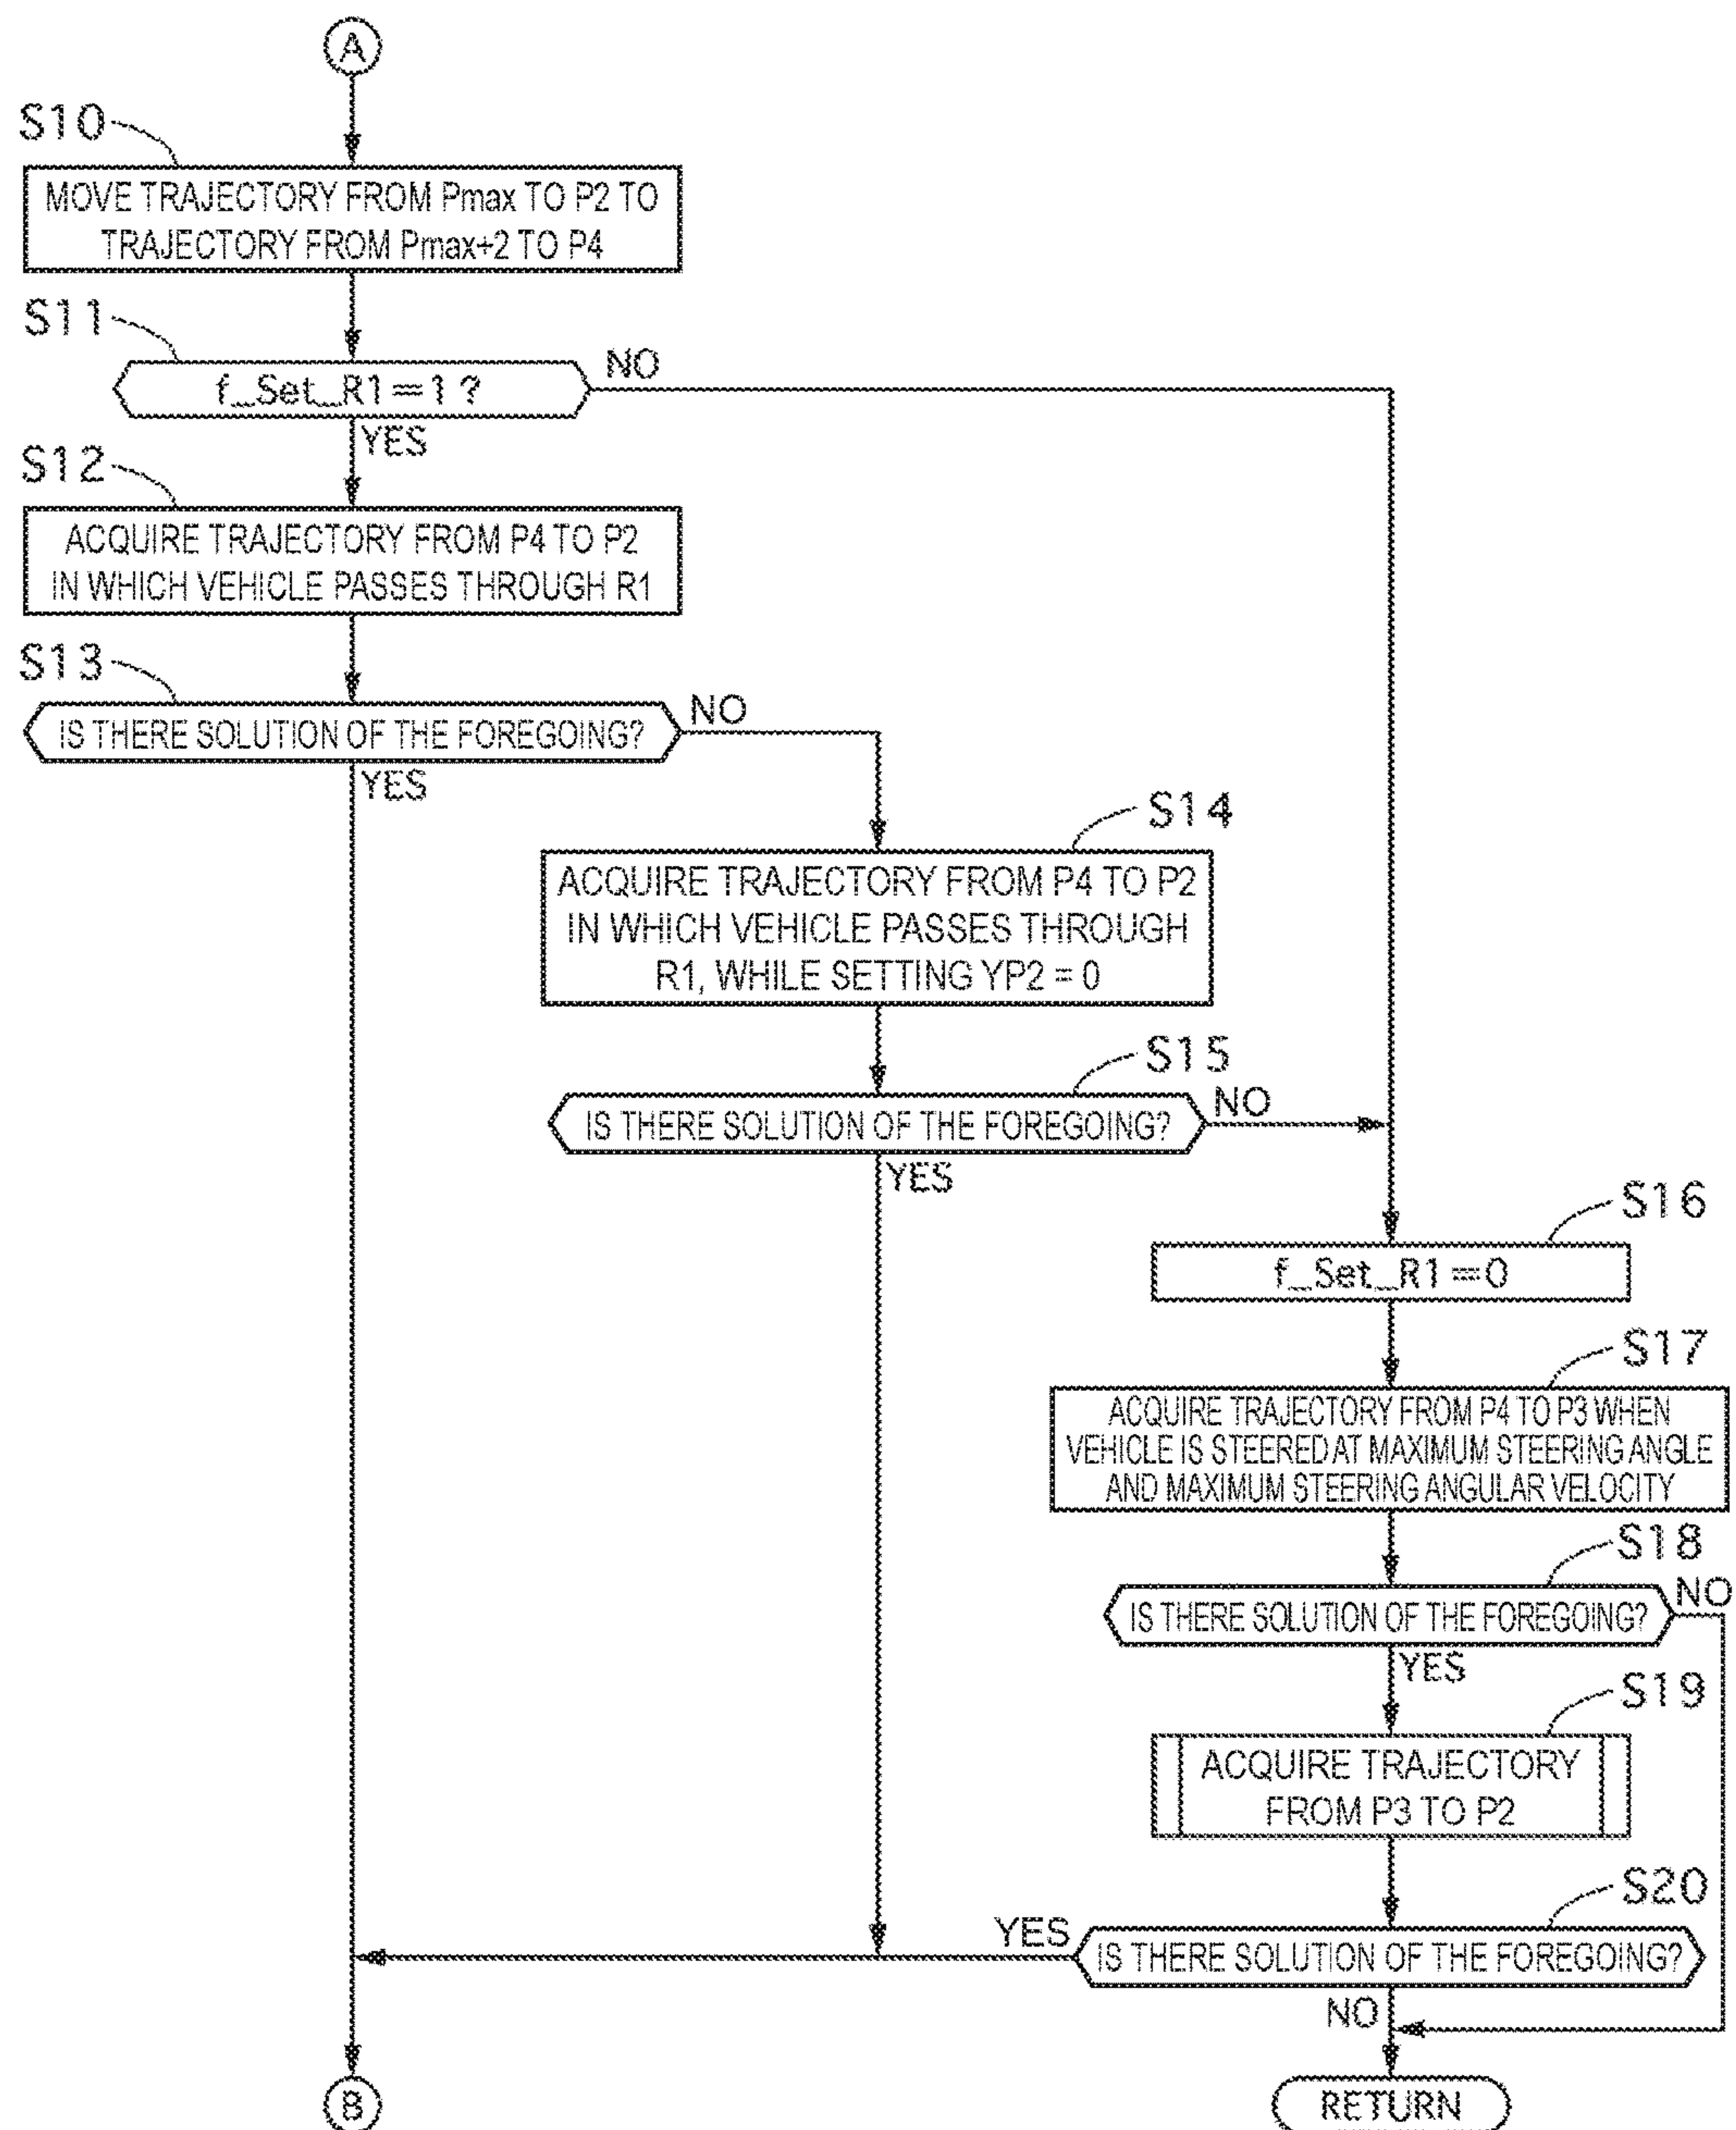 A
S10
MOVE TRAJECTORY FROM Pmax TO P2 TO
TRAJECTORY FROM Pmax+2 TO P4
S11
f_Set_R1=1?
NO
YES
S12
ACQUIRE TRAJECTORY FROM P4 TO P2
IN WHICH VEHICLE PASSES THROUGH R1
S13
IS THERE SOLUTION OF THE FOREGOING?
NO
YES
S14
ACQUIRE TRAJECTORY FROM P4 TO P2
IN WHICH VEHICLE PASSES THROUGH
R1, WHILE SETTING YP2 = 0
S15
IS THERE SOLUTION OF THE FOREGOING?
NO
YES
S16
f_Set_R1=0
S17
ACQUIRE TRAJECTORY FROM P4 TO P3 WHEN
VEHICLE IS STEERED AT MAXIMUM STEERING ANGLE
AND MAXIMUM STEERING ANGULAR VELOCITY
S18
IS THERE SOLUTION OF THE FOREGOING?
NO
YES
S19
ACQUIRE TRAJECTORY
FROM P3 TO P2
S20
YES
IS THERE SOLUTION OF THE FOREGOING?
NO
B
RETURN